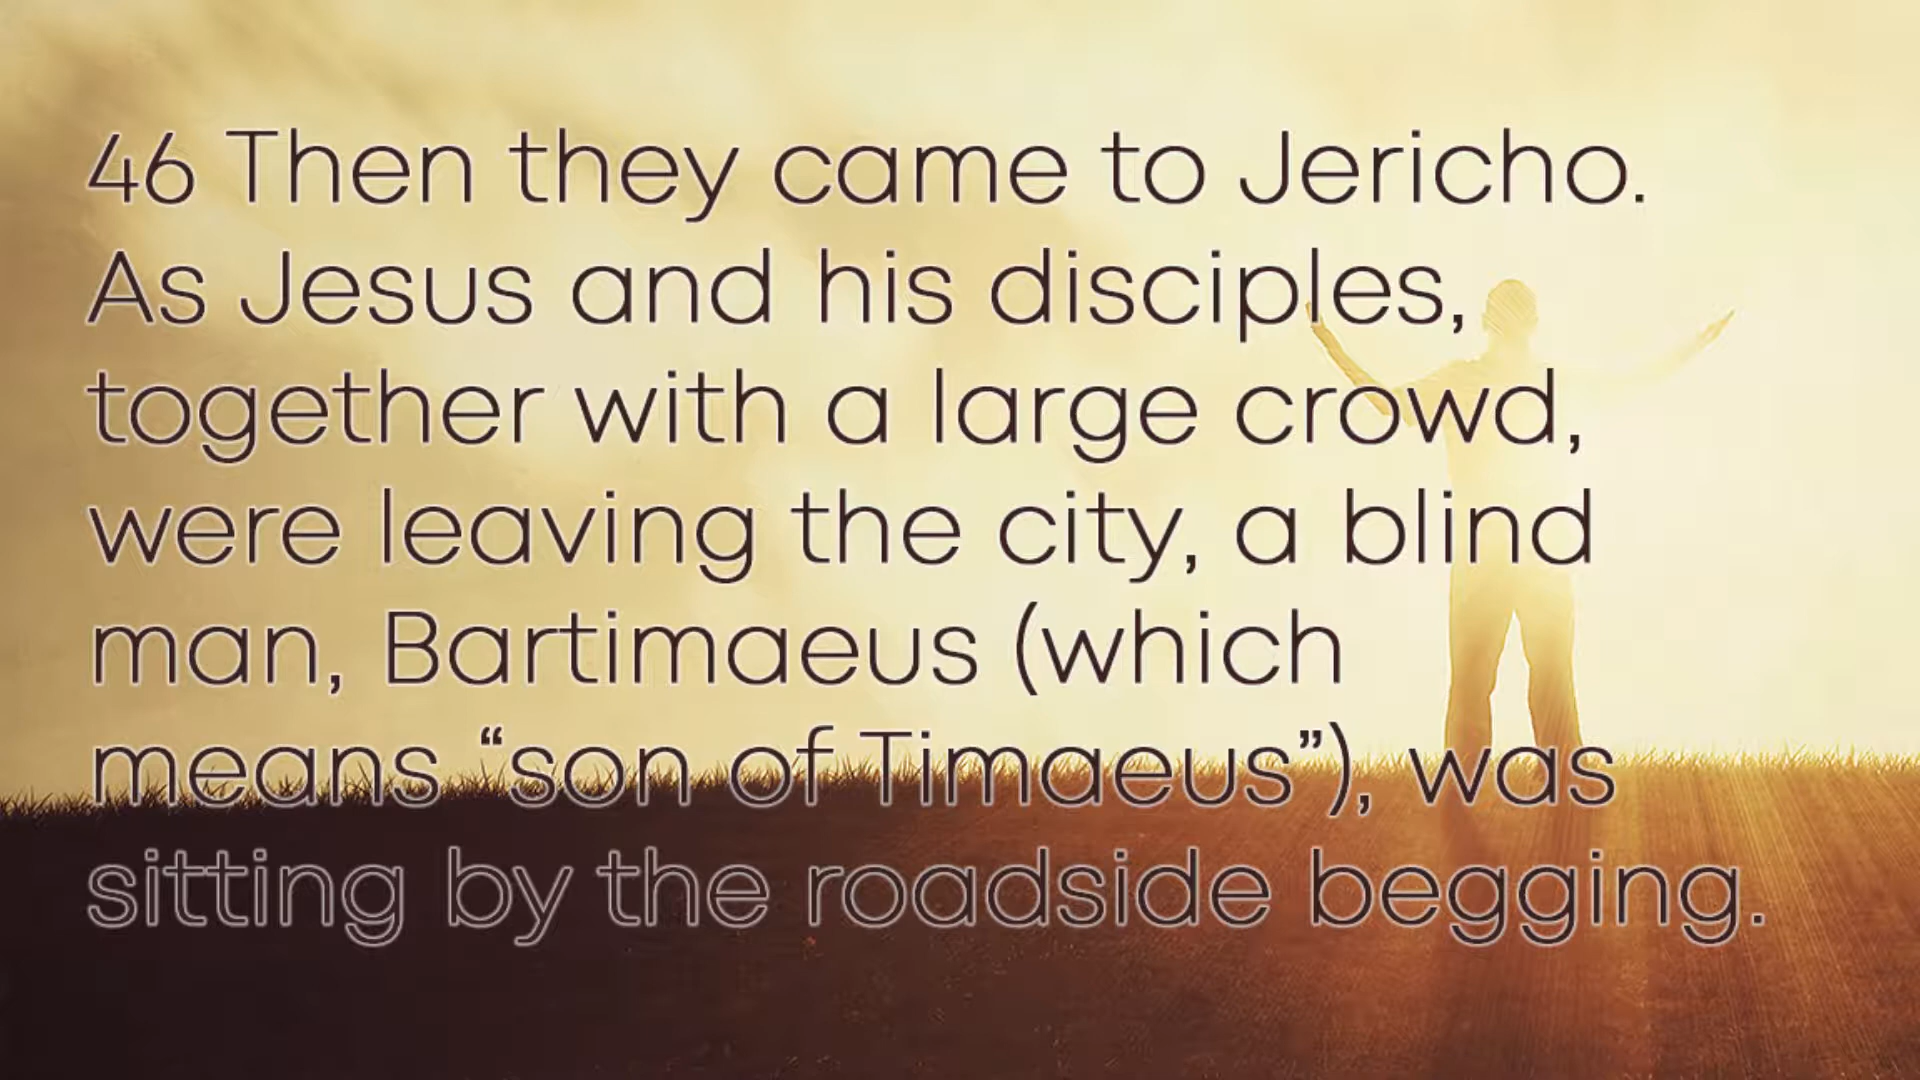 46 Then they came to Jericho.
As Jesus and his disciples,
together with a large crowd,
were leaving the city, a blind
man, Bartimaeus (which
means “son of Timaeus”), was
sitting by the roadside begging.